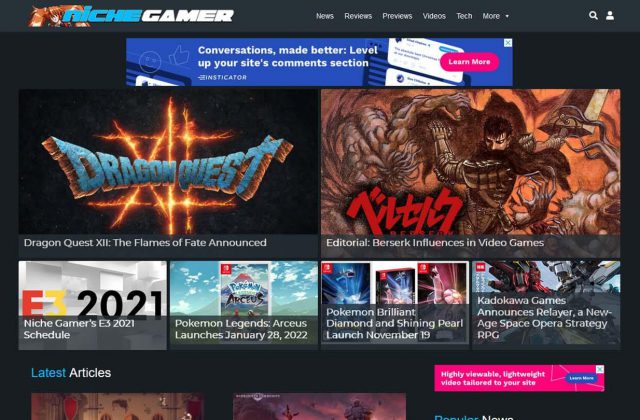 NICHEGAMER
News Reviews Previews Videos Tech More
Conversations, made better: Level
up your site's comments section
INSTICATOR
Learn More
XII
DRAGON QUEST
Dragon Quest XII: The Flames of Fate Announced
ベルセルク
BERSERK
Editorial: Berserk Influences in Video Games
E3 2021
Niche Gamer's E3 2021
Schedule
POKÉMON
LEGENDS
ARCEUS
Pokemon Legends: Arceus
Launches January 28, 2022
Pokemon Brilliant
Diamond and Shining Pearl
Launch November 19
Kadokawa Games
Announces Relayer, a New-
Age Space Opera Strategy
RPG
Latest Articles
Highly viewable, lightweight
video tailored to your site
Learn More
Popular News